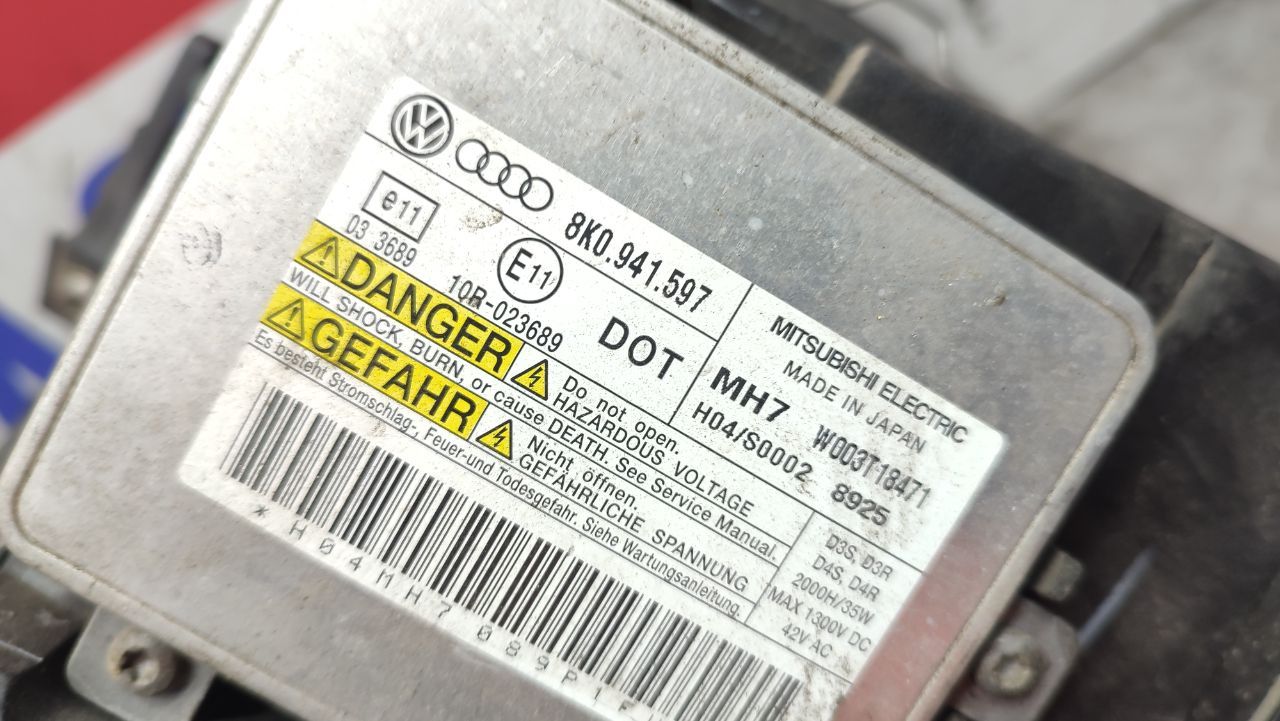 8K0.941.597
e11
03 3689
E11
10R-023689
DOT
MITSUBISHI ELECTRIC
MADE IN JAPAN
MH7 W003T18471
H04/S0002 8925
DANGER Do not open.
HAZARDOUS VOLTAGE
WILL SHOCK, BURN, or cause DEATH. See Service Manual.
GEFAHR Nicht öffnen.
GEFÄHRLICHE SPANNUNG
Es besteht Stromschlag-, Feuer-und Todesgefahr. Siehe Wartungsanleitung.
D3S, D3R
D4S, D4R
2000H/35W
MAX 1300V DC
42V AC
*H04MH7089P1